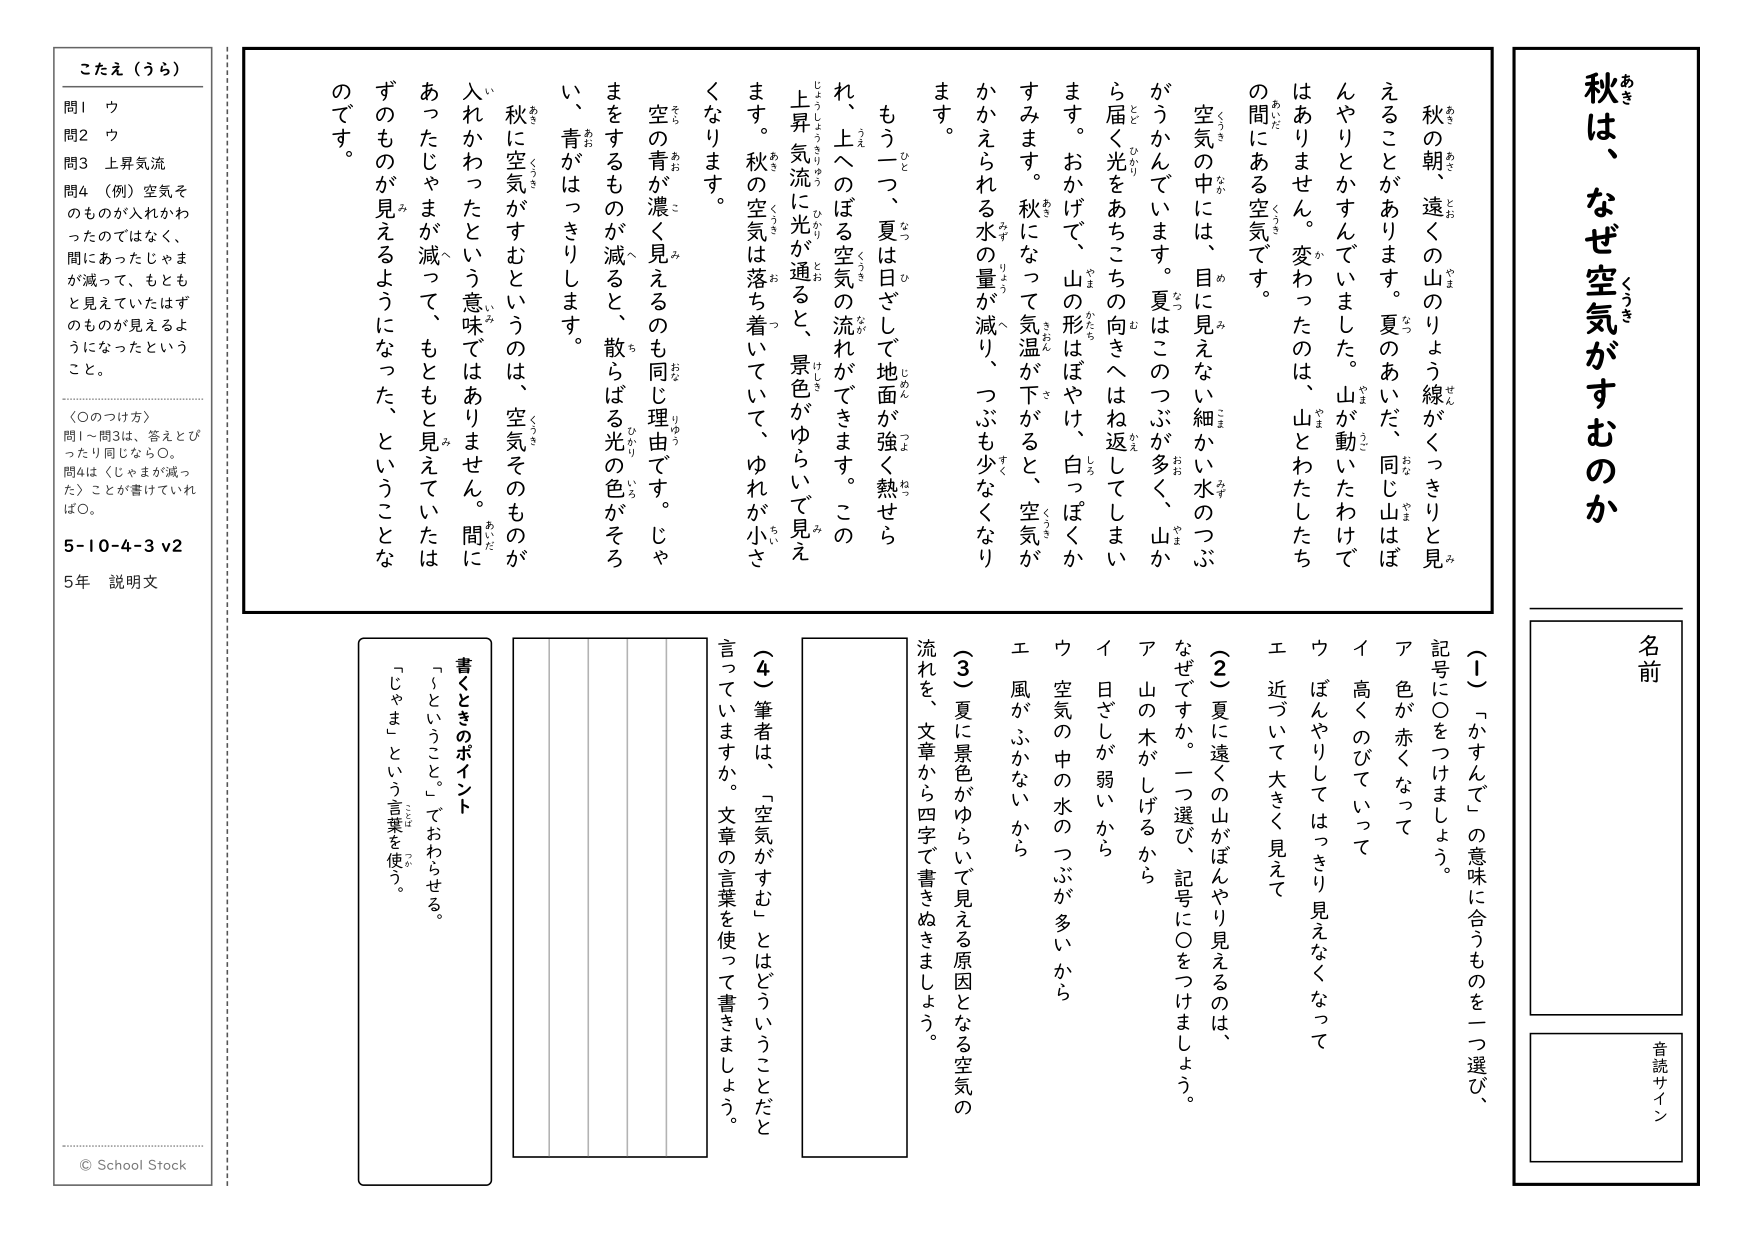 秋は、なぜ空気がすむのか
名前
音読サイン
秋の朝、遠くの山のりょう線がくっきりと見
えることがあります。夏のあいだ、同じ山はぼ
んやりとかすんでいました。山が動いたわけで
はありません。変わったのは、山とわたしたち
の間にある空気です。
空気の中には、目に見えない細かい水のつぶ
がうかんでいます。夏はこのつぶが多く、山か
ら届く光をあちこちの向きへはね返してしまい
ます。おかげで、山の形はぼやけ、白っぽくか
すみます。秋になって気温が下がると、空気が
かかえられる水の量が減り、つぶも少なくなり
ます。
もう一つ、夏は日ざしで地面が強く熱せら
れ、上へのぼる空気の流れができます。この
上昇気流に光が通ると、景色がゆらいで見え
ます。秋の空気は落ち着いていて、ゆれが小さ
くなります。
空の青が濃く見えるのも同じ理由です。じゃ
まをするものが減ると、散らばる光の色がそろ
い、青がはっきりします。
秋に空気がすむというのは、空気そのものが
入れかわったという意味ではありません。間に
あったじゃまが減って、もともと見えていたは
ずのものが見えるようになった、ということな
のです。
(1)「かすんで」の意味に合うものを一つ選び、
記号に○をつけましょう。
ア 色が赤くなって
イ 高くのびていって
ウ ぼんやりしてはっきり見えなくなって
エ 近づいて大きく見えて
(2)夏に遠くの山がぼんやり見えるのは、
なぜですか。一つ選び、記号に○をつけましょう。
ア 山の木がしげるから
イ 日ざしが弱いから
ウ 空気の中の水のつぶが多いから
エ 風がふかないから
(3)夏に景色がゆらいで見える原因となる空気の
流れを、文章から四字で書きぬきましょう。
(4)筆者は、「空気がすむ」とはどういうことだと
言っていますか。文章の言葉を使って書きましょう。
書くときのポイント
「〜ということ。」でおわらせる。
「じゃま」という言葉を使う。
こたえ（うら）
問1 ウ
問2 ウ
問3 上昇気流
問4 （例）空気そ
のものが入れかわ
ったのではなく、
間にあったじゃま
が減って、もとも
と見えていたはず
のものが見えるよ
うになったという
こと。
〈○のつけ方〉
問1～問3は、答えとぴ
ったり同じなら○。
問4は〈じゃまが減っ
た〉ことが書けていれ
ば○。
5-10-4-3 v2
5年 説明文
© School Stock